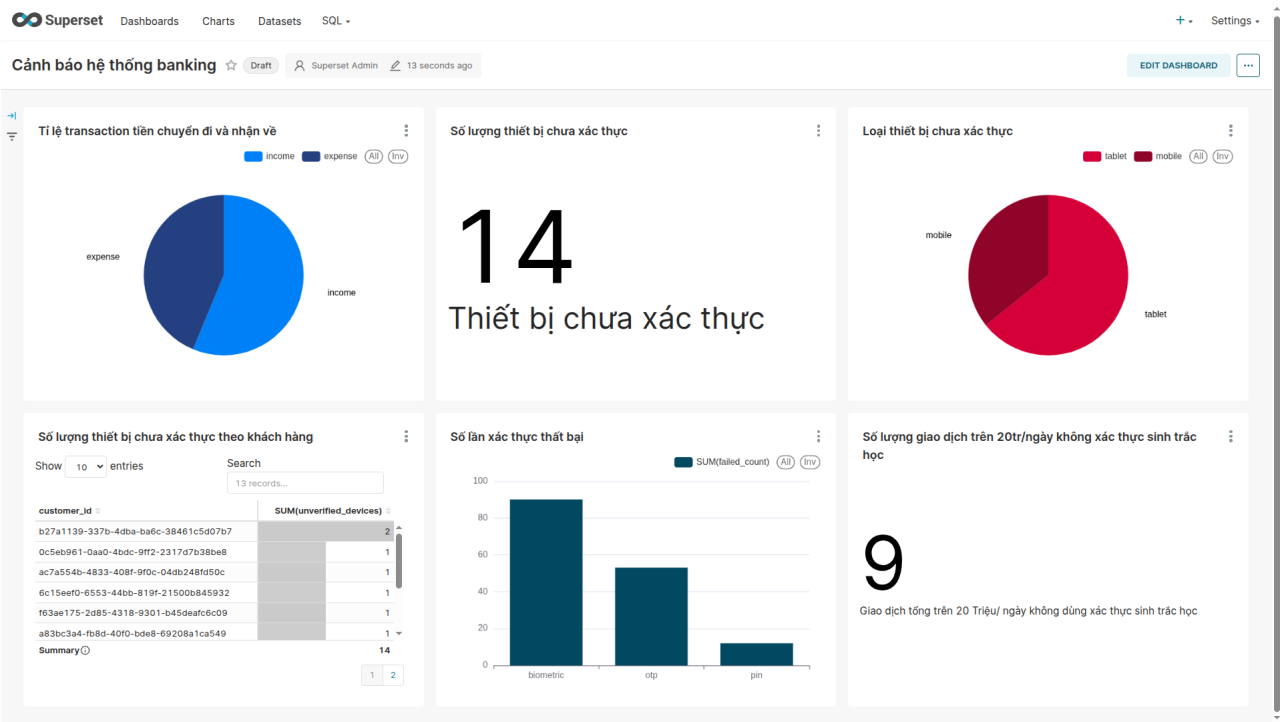 Superset
Dashboards
Charts
Datasets
SQL
+
Settings
Cảnh báo hệ thống banking
Draft
Superset Admin
13 seconds ago
EDIT DASHBOARD
...
Tỉ lệ transaction tiền chuyển đi và nhận về
income
expense
All
Inv
expense
income
Số lượng thiết bị chưa xác thực
14
Thiết bị chưa xác thực
Loại thiết bị chưa xác thực
tablet
mobile
All
Inv
mobile
tablet
Số lượng thiết bị chưa xác thực theo khách hàng
Show 10 entries
Search
13 records...
customer_id SUM(unverified_devices)
b27a1139-337b-4dba-ba6c-38461c5d07b7 2
0c5eb961-0aa0-4bdc-9ff2-2317d7b38be8 1
ac7a554b-4833-408f-9f0c-04db248fd50c 1
6c15eef0-6553-44bb-819f-21500b845932 1
f63ae175-2d85-4318-9301-b45deafc6c09 1
a83bc3a4-fb8d-40f0-bde8-69208a1ca549 1
Summary 14
1 2
Số lần xác thực thất bại
SUM(failed_count)
All
Inv
100
80
60
40
20
0
biometric
otp
pin
Số lượng giao dịch trên 20tr/ngày không xác thực sinh trắc
học
9
Giao dịch tổng trên 20 Triệu/ ngày không dùng xác thực sinh trắc học